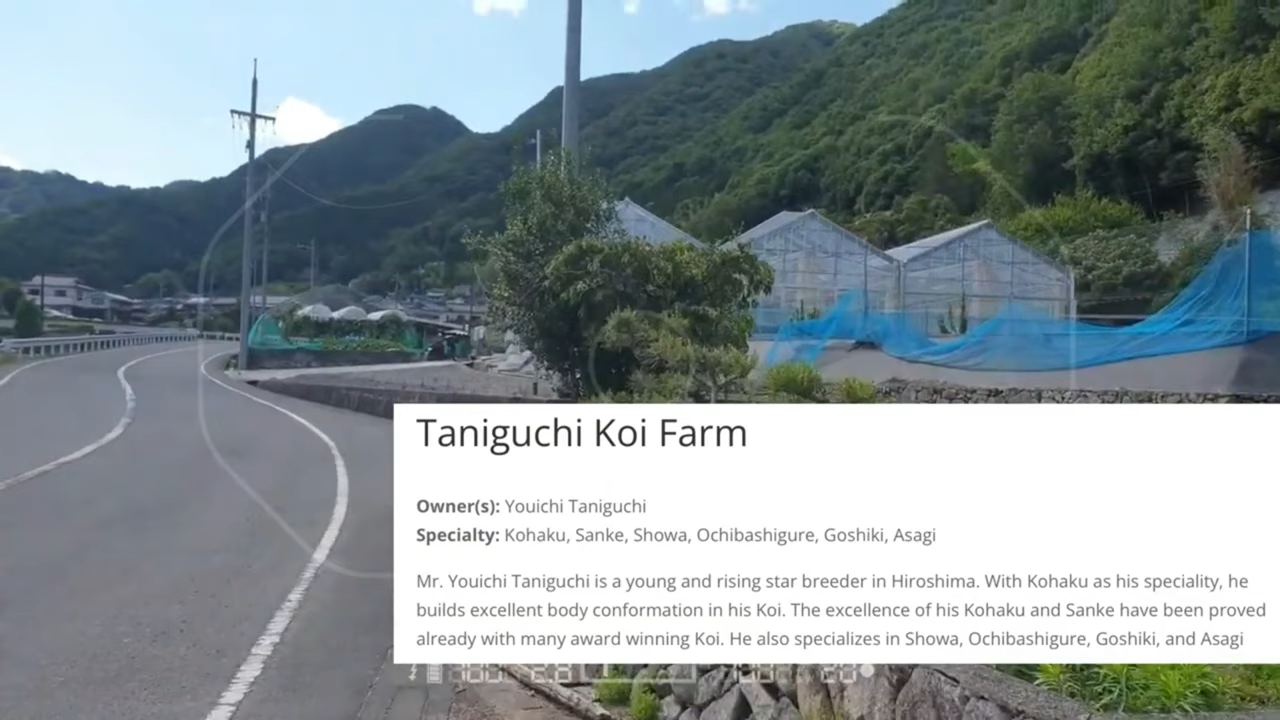 Taniguchi Koi Farm
Owner(s): Youichi Taniguchi
Specialty: Kohaku, Sanke, Showa, Ochibashigure, Goshiki, Asagi
Mr. Youichi Taniguchi is a young and rising star breeder in Hiroshima. With Kohaku as his speciality, he
builds excellent body conformation in his Koi. The excellence of his Kohaku and Sanke have been proved
already with many award winning Koi. He also specializes in Showa, Ochibashigure, Goshiki, and Asagi